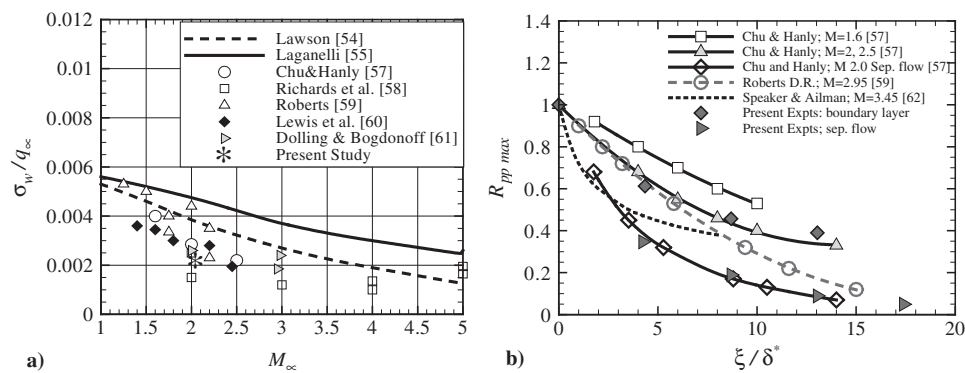 0.012
0.01
0.008
0.006
0.004
0.002
0
σw/q∞
1 1.5 2 2.5 3 3.5 4 4.5 5
M∞
a)
Lawson [54]
Laganelli [55]
Chu&Hanly [57]
Richards et al. [58]
Roberts [59]
Lewis et al. [60]
Dolling & Bogdonoff [61]
Present Study
1.4
1.2
1
0.8
0.6
0.4
0.2
0
Rpp max
0 5 10 15 20
ξ/δ*
b)
Chu & Hanly; M=1.6 [57]
Chu & Hanly; M=2, 2.5 [57]
Chu and Hanly; M 2.0 Sep. flow [57]
Roberts D.R.; M=2.95 [59]
Speaker & Ailman; M=3.45 [62]
Present Expts: boundary layer
Present Expts; sep. flow